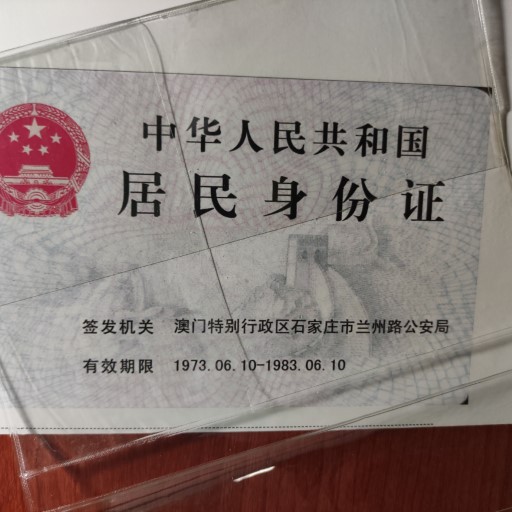 中华人民共和国
居民身份证
签发机关 澳门特别行政区石家庄市兰州路公安局
有效期限 1973.06.10-1983.06.10